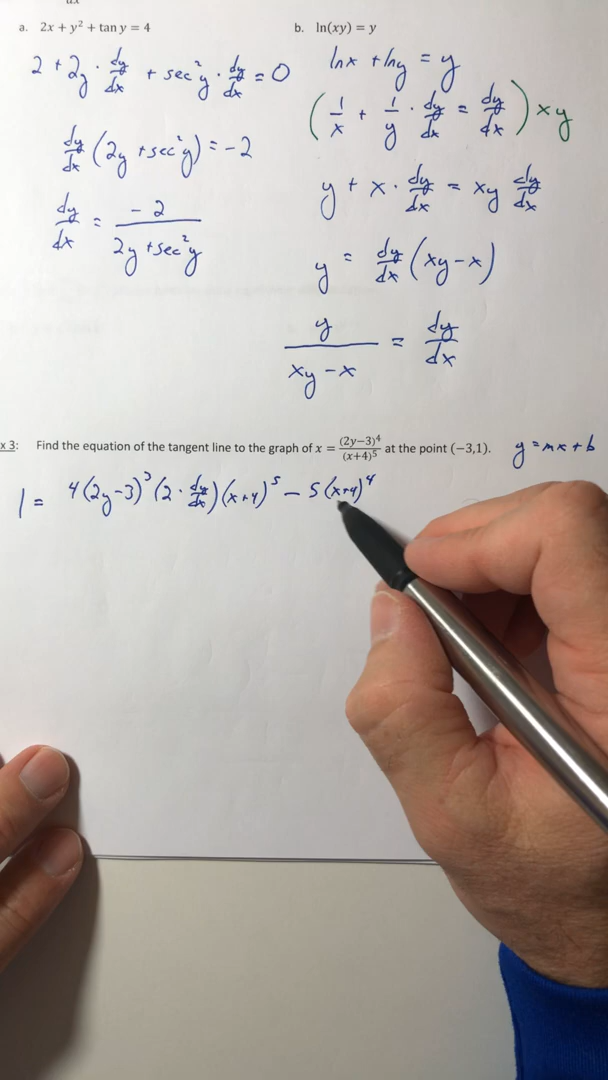 a. 2x + y² + tan y = 4
2 + 2y · dy/dx + sec²y · dy/dx = 0
dy/dx (2y + sec²y) = -2
dy/dx = -2/(2y + sec²y)
b. ln(xy) = y
lnx + lny = y
(1/x + 1/y · dy/dx = dy/dx) xy
y + x · dy/dx = xy dy/dx
y = dy/dx (xy - x)
y/(xy - x) = dy/dx
x 3: Find the equation of the tangent line to the graph of x = (2y−3)⁴/(x+4)⁵ at the point (−3,1). y = mx + b
1 = 4(2y-3)³(2 · dy/dx)(x+4)⁵ - 5(x+4)⁴